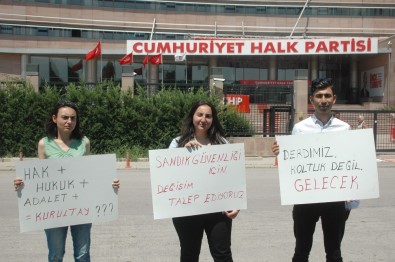 CUMHURİYET HALK PARTİSİ
HP
HAK +
HUKUK +
ADALET +
= KURULTAY ???
SANDIK GÜVENLİĞİ
İÇİN
DEĞİŞİM
TALEP EDİYORUZ
DERDİMİZ,
KOLTUK DEĞİL,
GELECEK